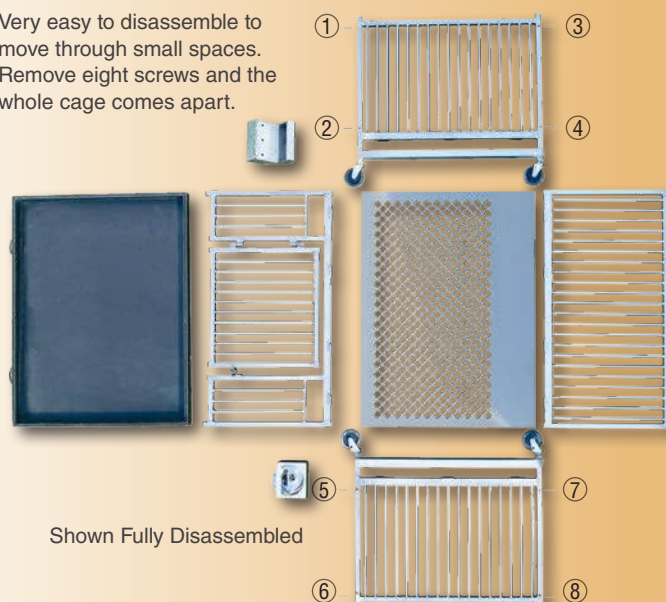 Very easy to disassemble to
move through small spaces.
Remove eight screws and the
whole cage comes apart.
① ③
② ④
⑤ ⑦
Shown Fully Disassembled
⑥ ⑧